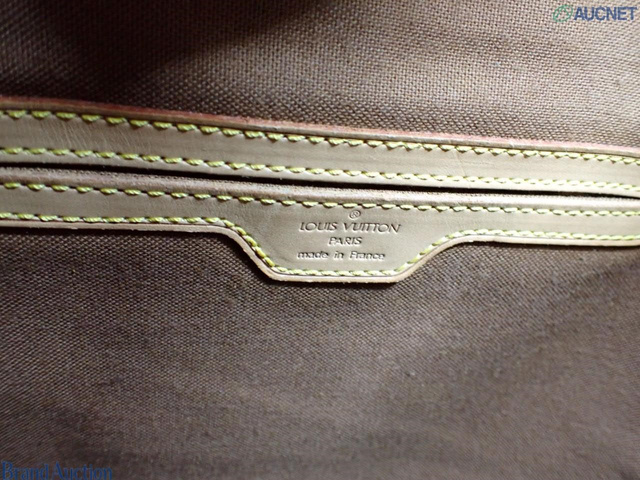 AUCNET
®
LOUIS VUITTON
PARIS
made in France
Brand Auction